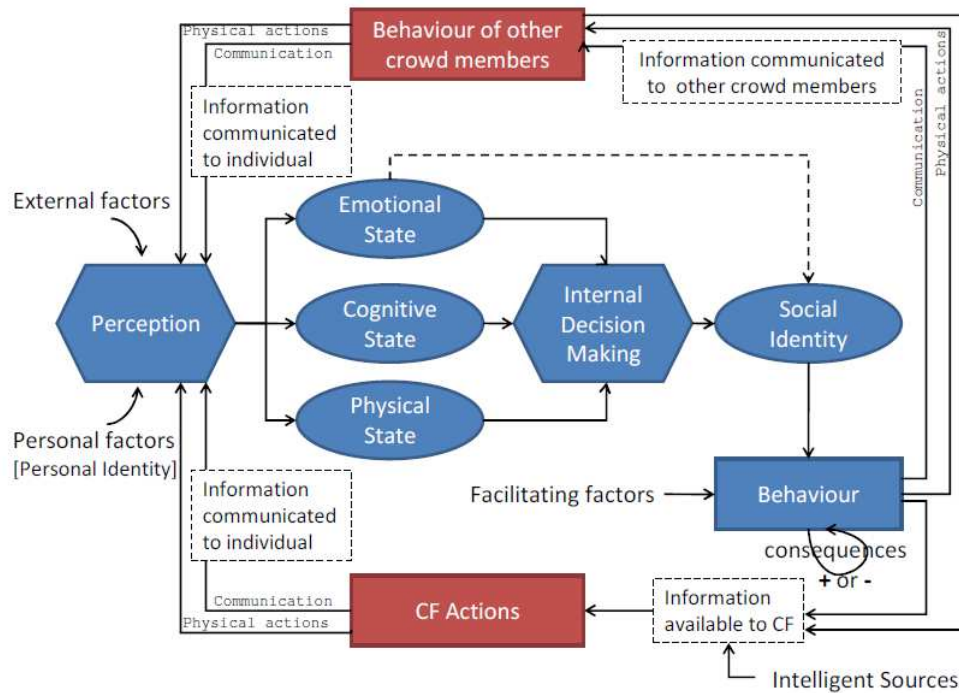 Physical actions
Communication
Behaviour of other
crowd members
Information communicated
to other crowd members
Communication
Physical actions
Information
communicated
to individual
External factors
Emotional
State
Perception
Cognitive
State
Internal
Decision
Making
Social
Identity
Physical
State
Personal factors
[Personal Identity]
Information
communicated
to individual
Facilitating factors
Behaviour
consequences
+ or -
Communication
Physical actions
CF Actions
Information
available to CF
Intelligent Sources